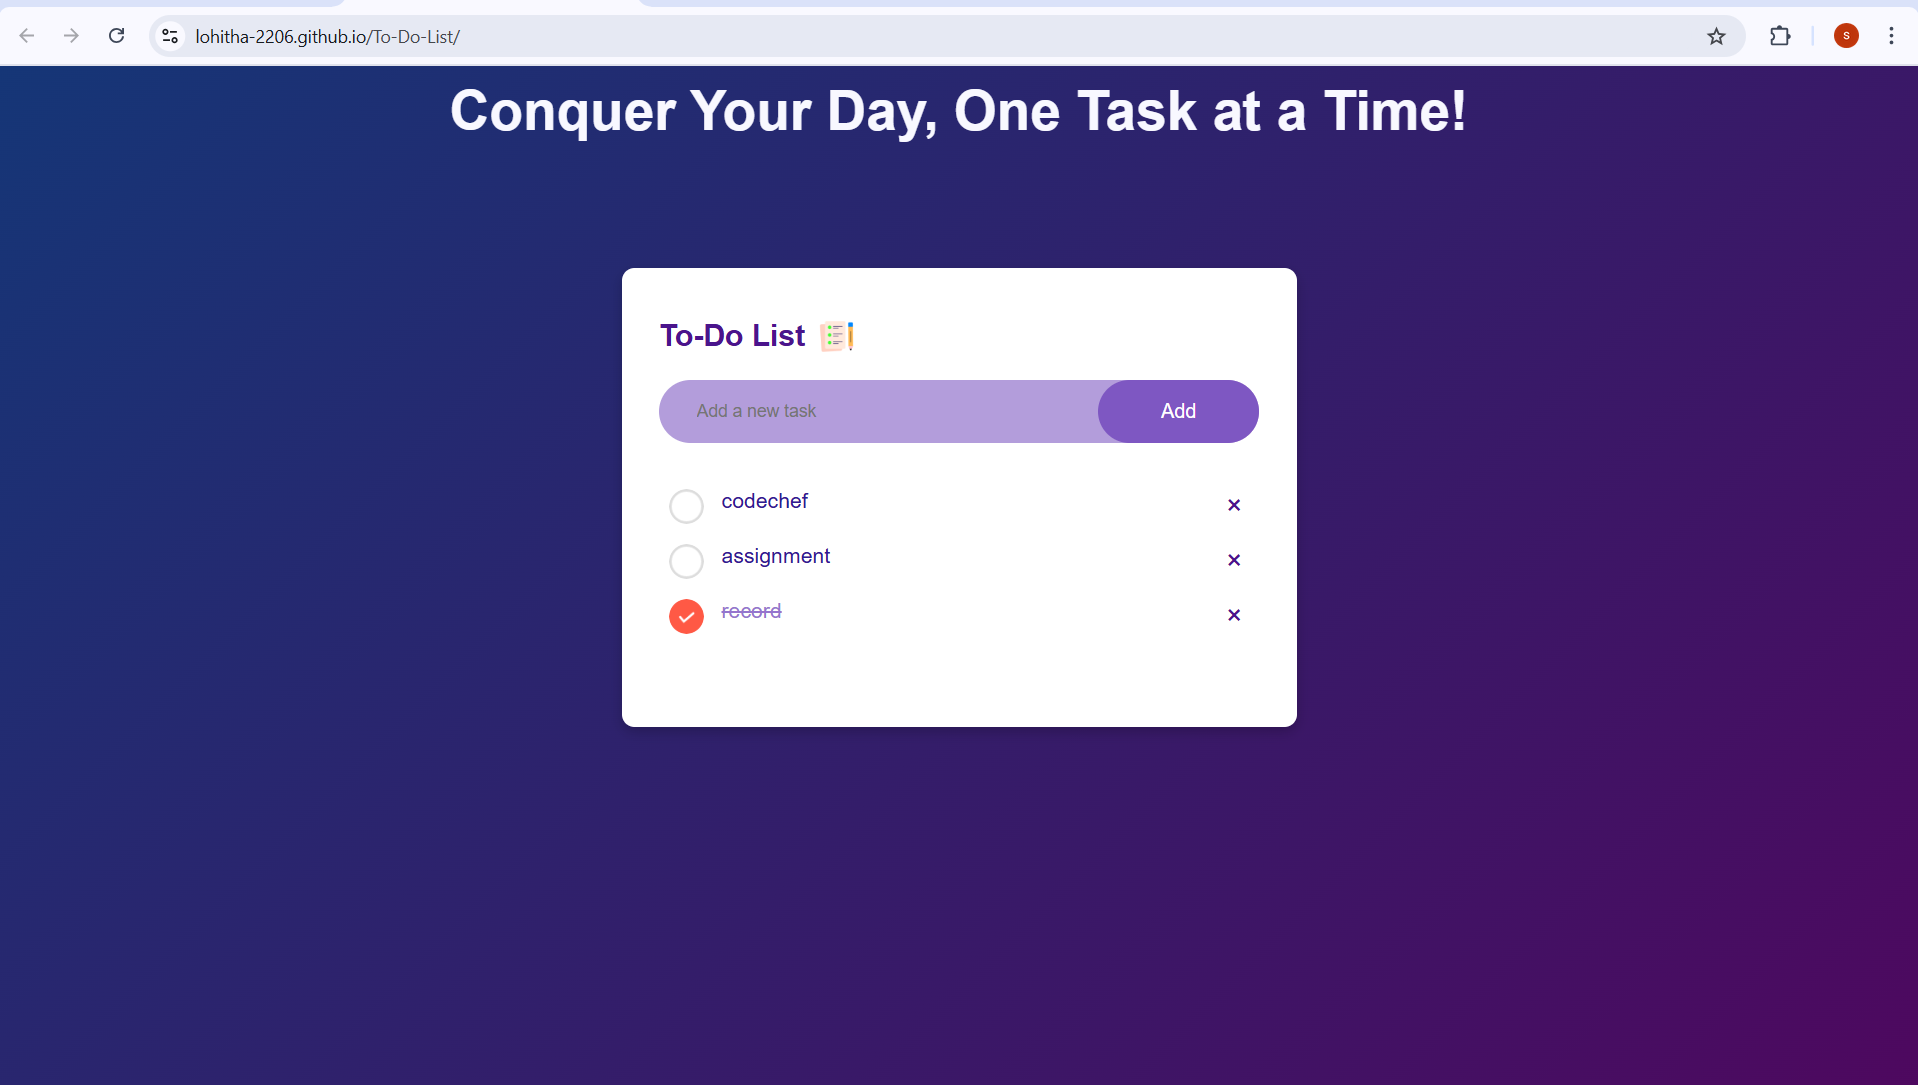 lohitha-2206.github.io/To-Do-List/
s
Conquer Your Day, One Task at a Time!
To-Do List
Add a new task
Add
codechef
assignment
record